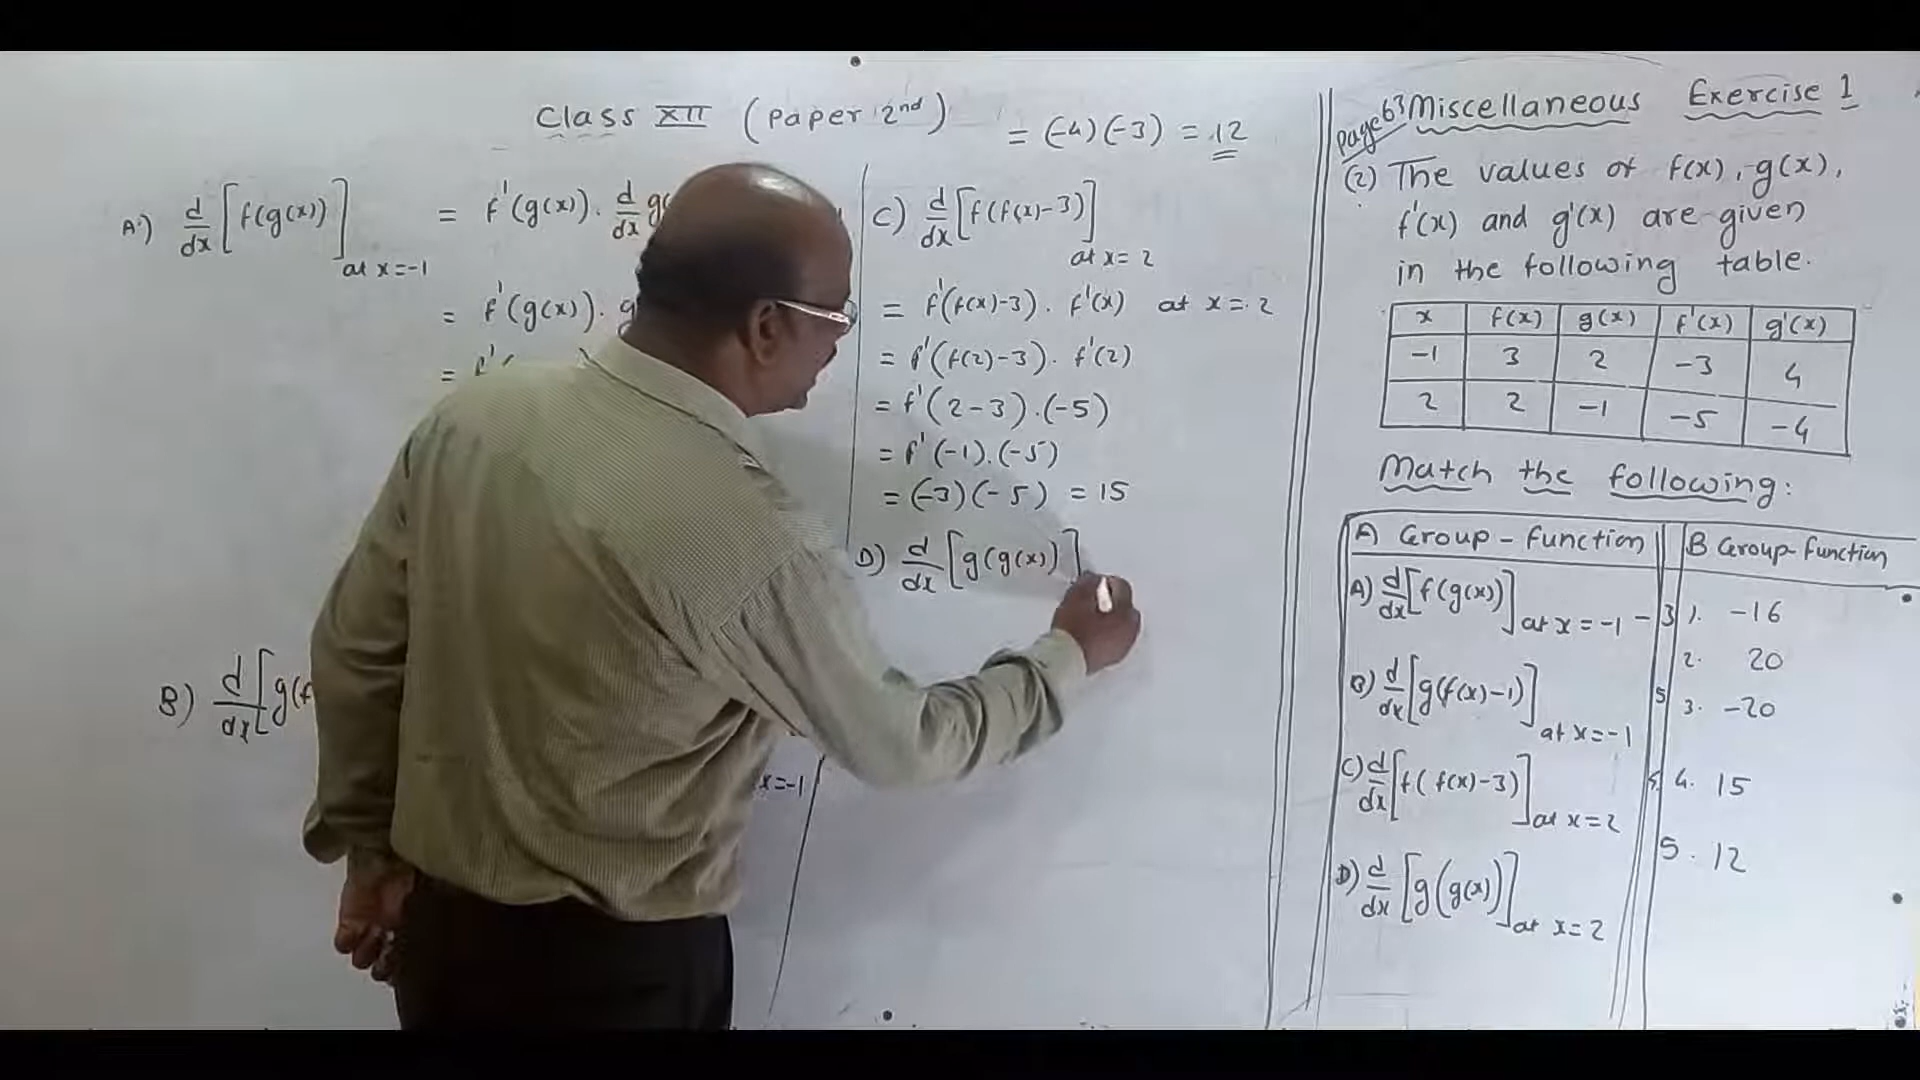 Class XII (Paper 2nd)
= (-4)(-3) = 12
A) d/dx [f(g(x))] at x=-1 = f'(g(x)). d/dx
= f'(g(x)).
=
B) d/dx
x=-1
C) d/dx [f(f(x)-3)] at x=2
= f'(f(x)-3). f'(x) at x=2
= f'(f(2)-3). f'(2)
= f'(2-3).(-5)
= f'(-1).(-5)
= (-3)(-5) = 15
D) d/dx [g(g(x))]
Page 63 Miscellaneous Exercise 1
(2) The values of f(x), g(x),
f'(x) and g'(x) are given
in the following table.
x f(x) g(x) f'(x) g'(x)
-1 3 2 -3 4
2 2 -1 -5 -4
Match the following:
A Group-function B Group-function
A) d/dx [f(g(x))] at x=-1 - 3 1. -16
2. 20
B) d/dx [g(f(x)-1)] at x=-1 5 3. -20
C) d/dx [f(f(x)-3)] at x=2 4. 15
5. 12
D) d/dx [g(g(x))] at x=2